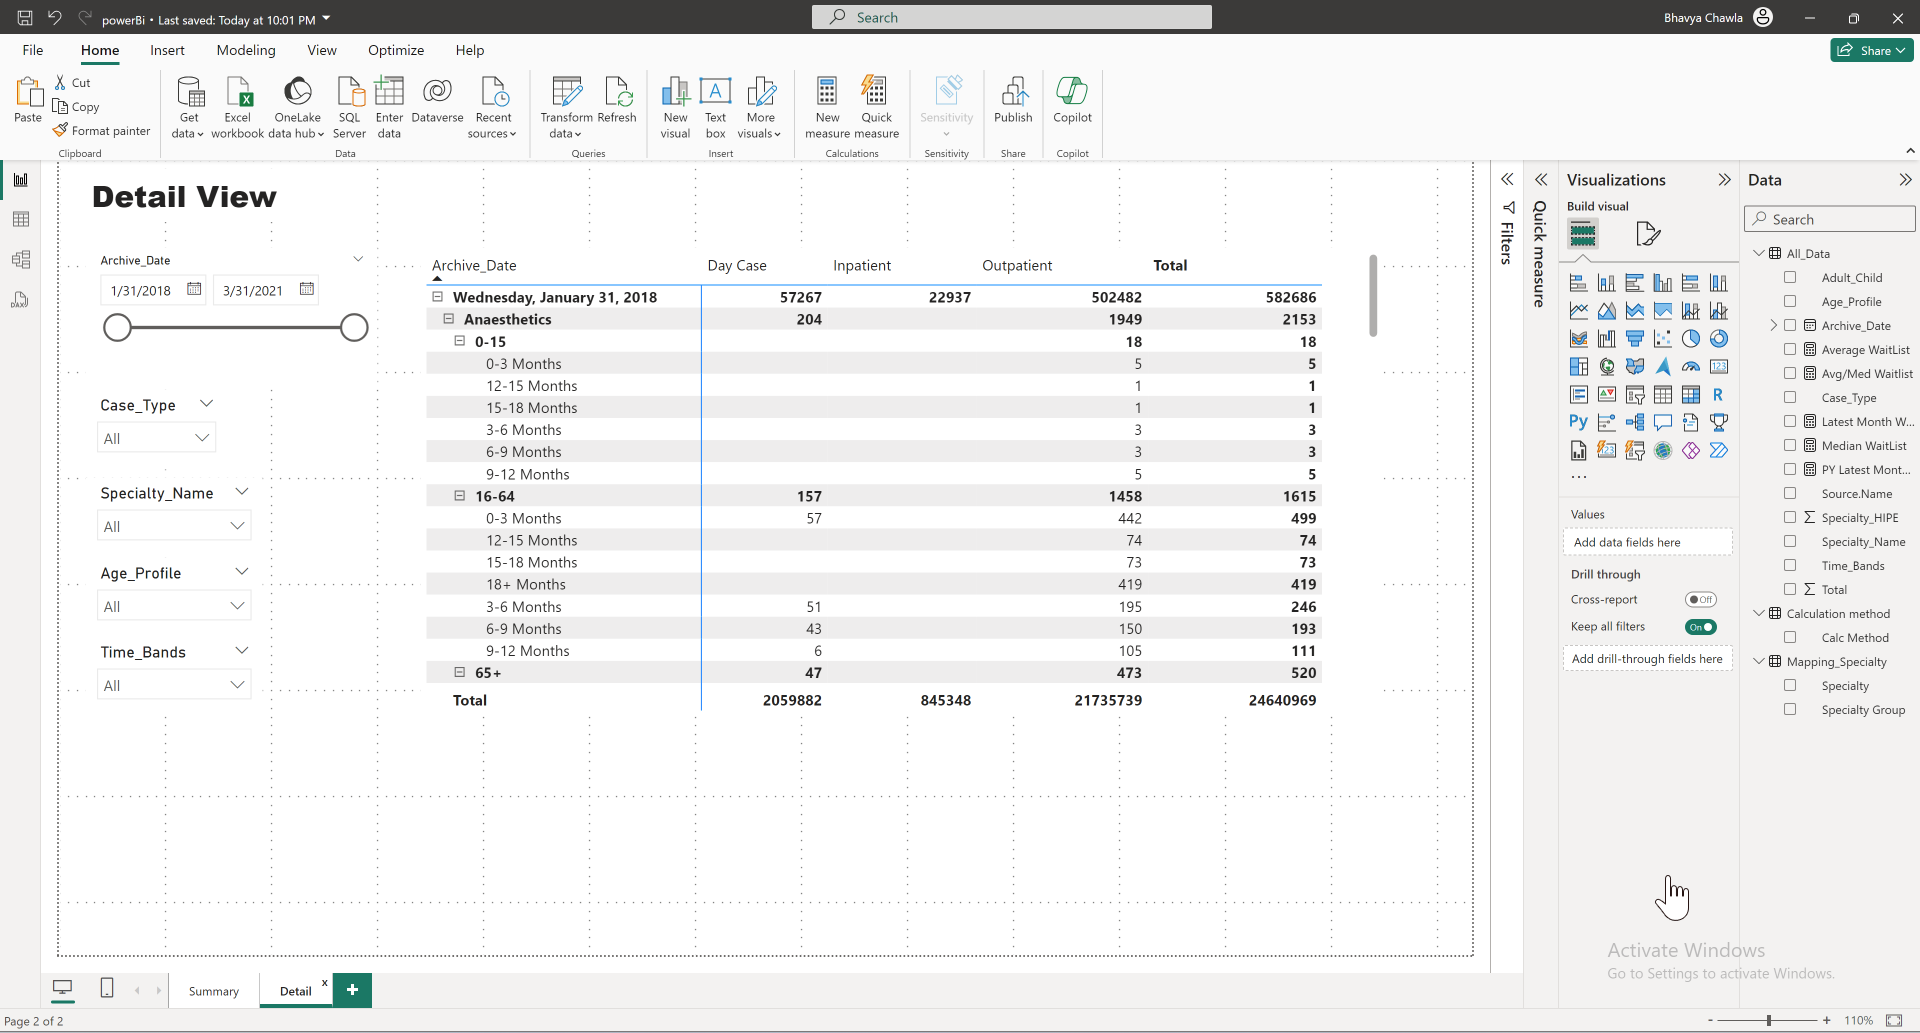 powerBi • Last saved: Today at 10:01 PM
Search
Bhavya Chawla
File Home Insert Modeling View Optimize Help
Share
Paste
Cut
Copy
Format painter
Clipboard
Get data
Excel workbook
OneLake data hub
SQL Server
Enter data
Dataverse
Recent sources
Data
Transform data
Refresh
Queries
New visual
Text box
More visuals
Insert
New measure
Quick measure
Calculations
Sensitivity
Sensitivity
Publish
Share
Copilot
Copilot
Detail View
Archive_Date
1/31/2018 3/31/2021
Case_Type
All
Specialty_Name
All
Age_Profile
All
Time_Bands
All
Archive_Date Day Case Inpatient Outpatient Total
Wednesday, January 31, 2018 57267 22937 502482 582686
Anaesthetics 204 1949 2153
0-15 18 18
0-3 Months 5 5
12-15 Months 1 1
15-18 Months 1 1
3-6 Months 3 3
6-9 Months 3 3
9-12 Months 5 5
16-64 157 1458 1615
0-3 Months 57 442 499
12-15 Months 74 74
15-18 Months 73 73
18+ Months 419 419
3-6 Months 51 195 246
6-9 Months 43 150 193
9-12 Months 6 105 111
65+ 47 473 520
Total 2059882 845348 21735739 24640969
Filters
Quick measure
Visualizations
Build visual
123
R
Py
123
...
Values
Add data fields here
Drill through
Cross-report Off
Keep all filters On
Add drill-through fields here
Data
Search
All_Data
Adult_Child
Age_Profile
Archive_Date
Average WaitList
Avg/Med Waitlist
Case_Type
Latest Month W...
Median WaitList
PY Latest Mont...
Source.Name
Specialty_HIPE
Specialty_Name
Time_Bands
Total
Calculation method
Calc Method
Mapping_Specialty
Specialty
Specialty Group
Activate Windows
Go to Settings to activate Windows.
Summary Detail x +
Page 2 of 2
- + 110%